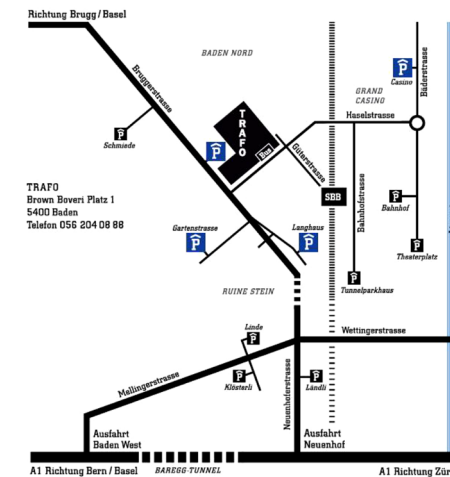 Richtung Brugg / Basel
BADEN NORD
P
Casino
Bäderstrasse
GRAND
CASINO
Bruggerstrasse
TRAFO
Haselstrasse
P
Schmiede
P
Bus
Güterstrasse
Bahnhofstrasse
TRAFO
Brown Boveri Platz 1
5400 Baden
Telefon 056 204 08 88
SBB
P
Bahnhof
Gartenstrasse
P
Langhaus
P
P
Theaterplatz
P
Tunnelparkhaus
RUINE STEIN
Linde
P
Wettingerstrasse
Mellingerstrasse
P
Klösterli
Neuenhoferstrasse
P
Ländli
Ausfahrt
Baden West
Ausfahrt
Neuenhof
A1 Richtung Bern / Basel
BAREGG-TUNNEL
A1 Richtung Zür